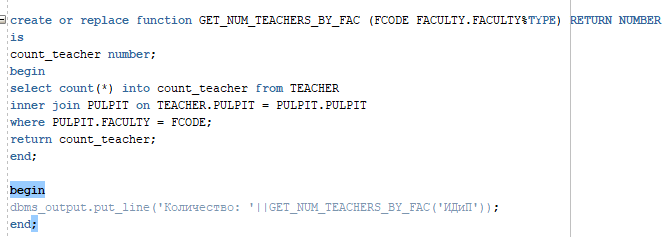 create or replace function GET_NUM_TEACHERS_BY_FAC (FCODE FACULTY.FACULTY%TYPE) RETURN NUMBER
is
count_teacher number;
begin
select count(*) into count_teacher from TEACHER
inner join PULPIT on TEACHER.PULPIT = PULPIT.PULPIT
where PULPIT.FACULTY = FCODE;
return count_teacher;
end;
begin
dbms_output.put_line('Количество: '||GET_NUM_TEACHERS_BY_FAC('ИДиП'));
end;